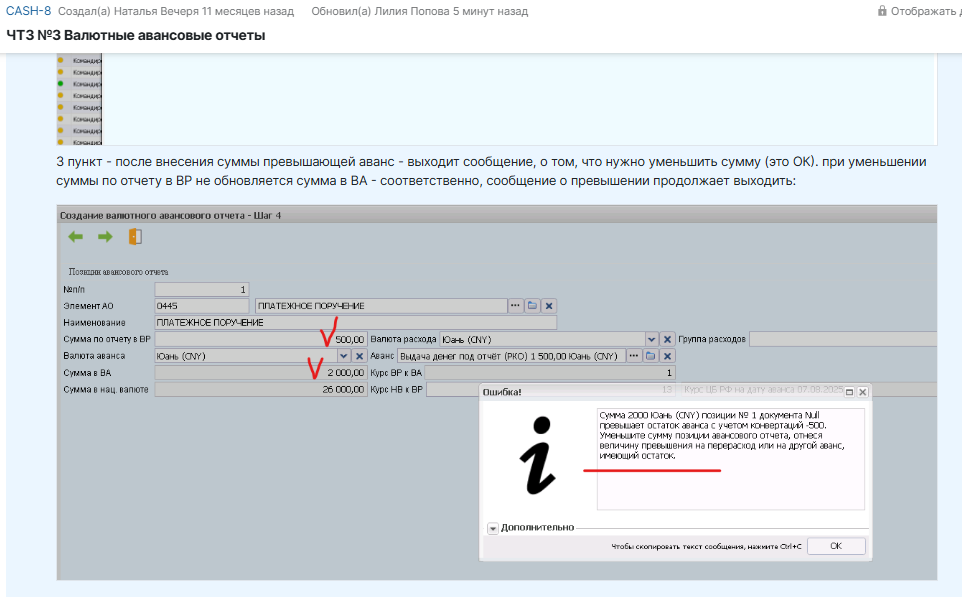 CASH-8 Создал(а) Наталья Вечеря 11 месяцев назад Обновил(а) Лилия Попова 5 минут назад Отображать д
ЧТЗ №3 Валютные авансовые отчеты
Командир
Командир
Командир
Командир
Командир
Командир
Командир
Командир
3 пункт - после внесения суммы превышающей аванс - выходит сообщение, о том, что нужно уменьшить сумму (это ОК). при уменьшении
суммы по отчету в ВР не обновляется сумма в ВА - соответственно, сообщение о превышении продолжает выходить:
Создание валютного авансового отчета - Шаг 4
Позиции авансового отчета
№п/п 1
Элемент АО 0445 ПЛАТЕЖНОЕ ПОРУЧЕНИЕ
Наименование ПЛАТЕЖНОЕ ПОРУЧЕНИЕ
Сумма по отчету в ВР 500,00 Валюта расхода Юань (CNY) Группа расходов
Валюта аванса Юань (CNY) Аванс Выдача денег под отчёт (РКО) 1 500,00 Юань (CNY)
Сумма в ВА 2 000,00 Курс ВР к ВА 1
Сумма в нац. валюте 26 000,00 Курс НВ к ВР 13 Курс ЦБ РФ на дату аванса 07.08.2025
Ошибка!
Сумма 2000 Юань (CNY) позиции № 1 документа Null
превышает остаток аванса с учетом конвертаций -500.
Уменьшите сумму позиции авансового отчета, отнеся
величину превышения на перерасход или на другой аванс,
имеющий остаток.
Дополнительно
Чтобы скопировать текст сообщения, нажмите Ctrl+C OK